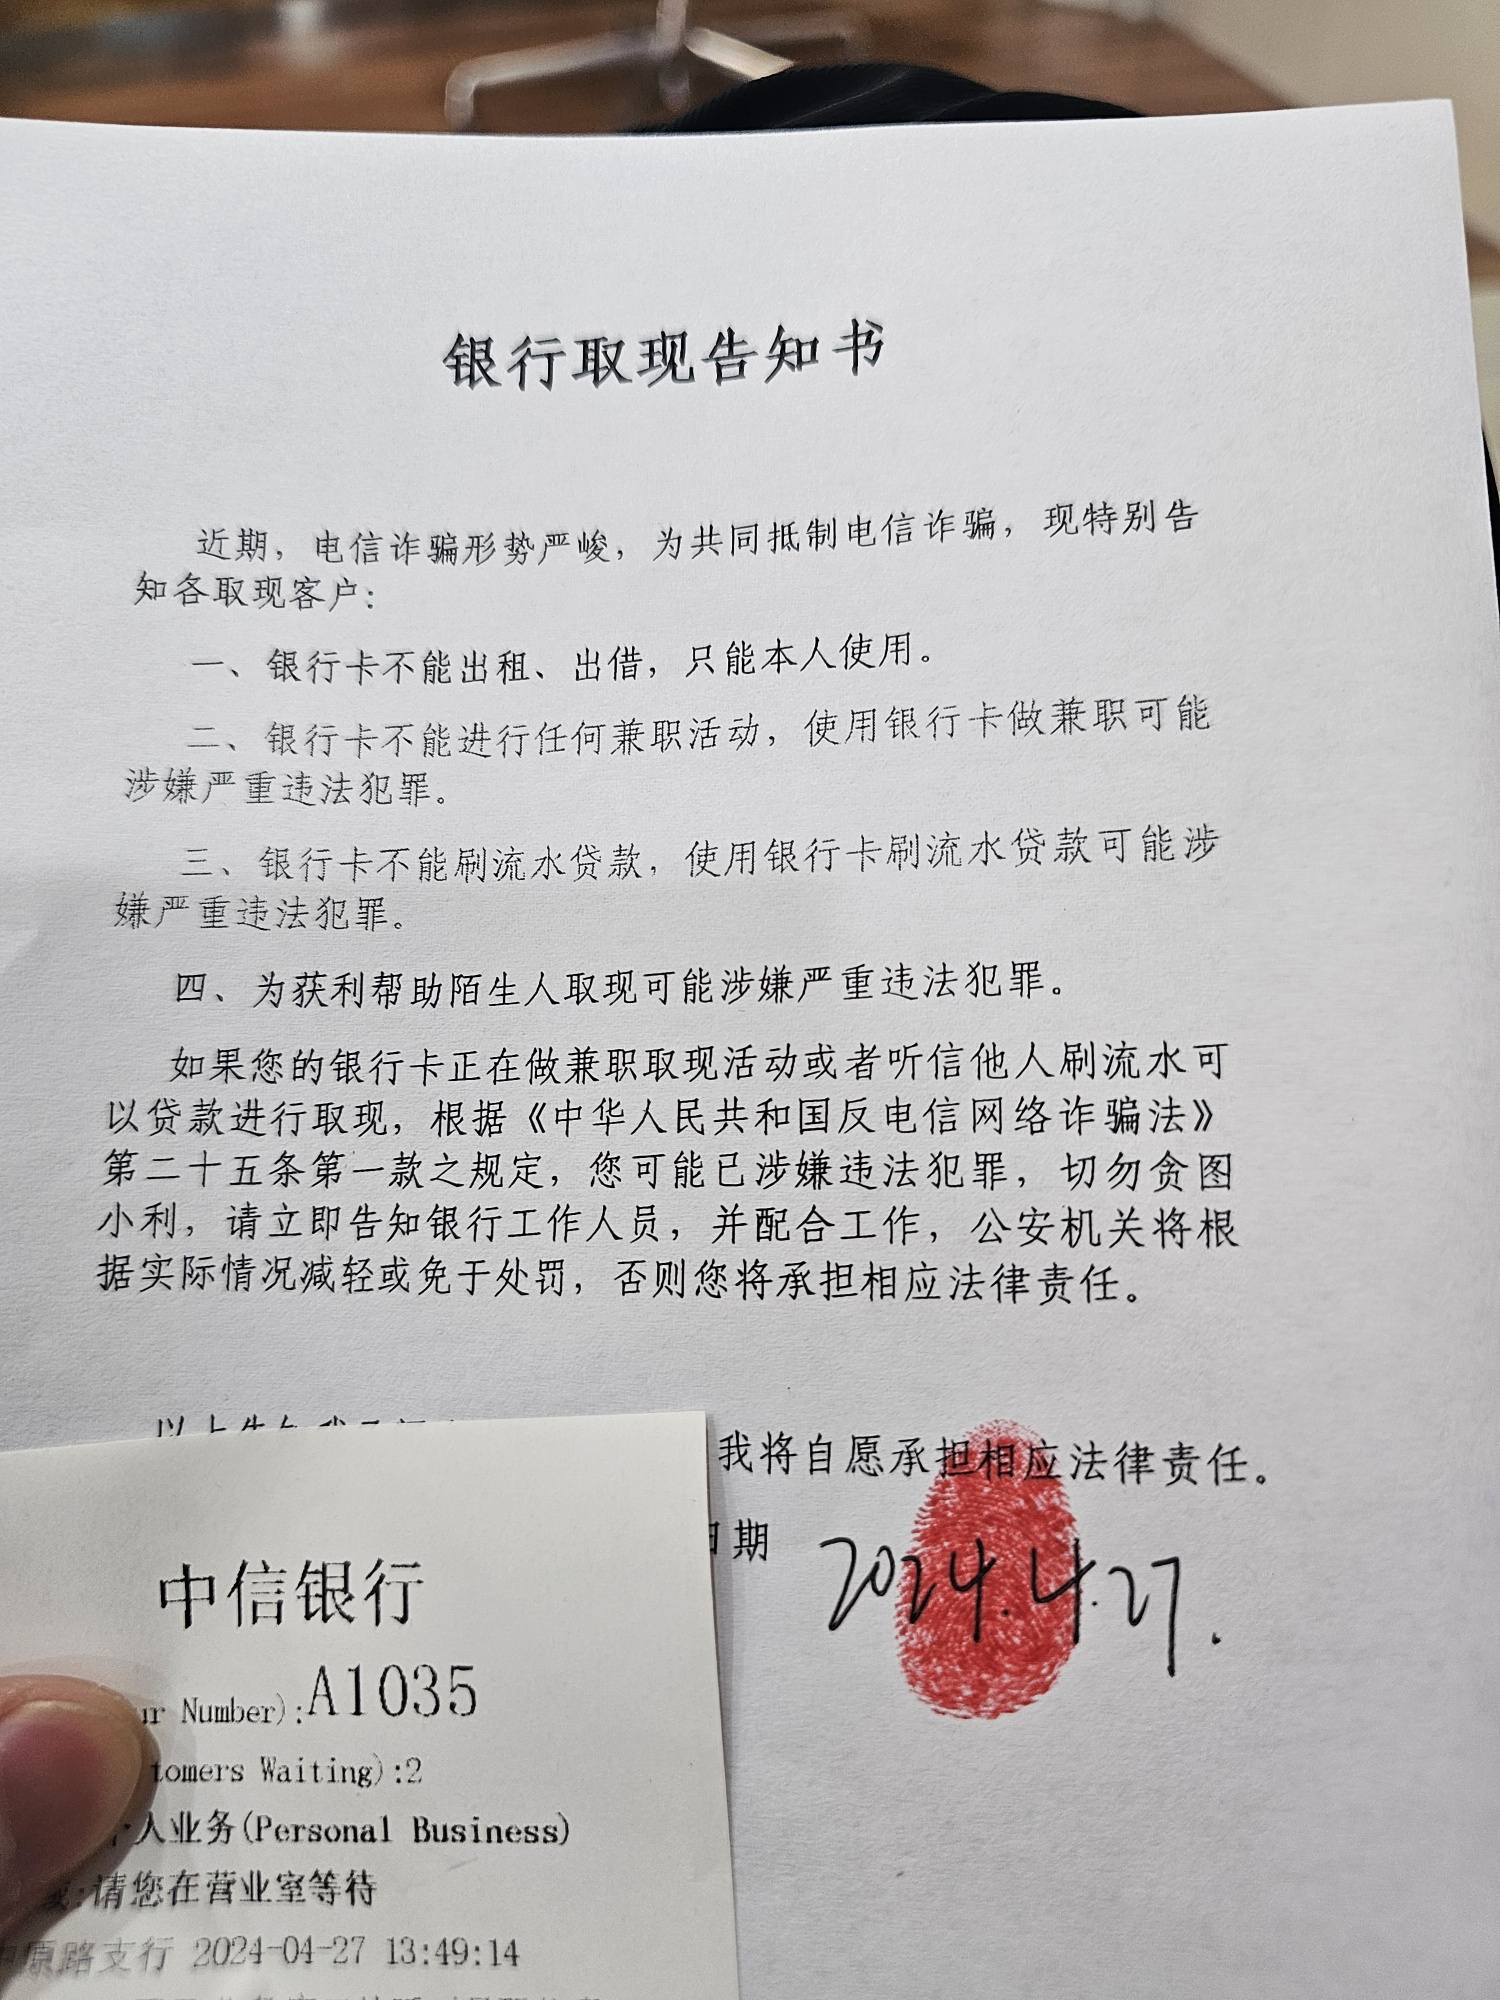 银行取现告知书
近期，电信诈骗形势严峻，为共同抵制电信诈骗，现特别告
知各取现客户：
一、银行卡不能出租、出借，只能本人使用。
二、银行卡不能进行任何兼职活动，使用银行卡做兼职可能
涉嫌严重违法犯罪。
三、银行卡不能刷流水贷款，使用银行卡刷流水贷款可能涉
嫌严重违法犯罪。
四、为获利帮助陌生人取现可能涉嫌严重违法犯罪。
如果您的银行卡正在做兼职取现活动或者听信他人刷流水可
以贷款进行取现，根据《中华人民共和国反电信网络诈骗法》
第二十五条第一款之规定，您可能已涉嫌违法犯罪，切勿贪图
小利，请立即告知银行工作人员，并配合工作，公安机关将根
据实际情况减轻或免于处罚，否则您将承担相应法律责任。
我将自愿承担相应法律责任。
日期 2024.4.27.
中信银行
ur Number):A1035
tomers Waiting):2
个人业务(Personal Business)
:请您在营业室等待
原路支行 2024-04-27 13:49:14